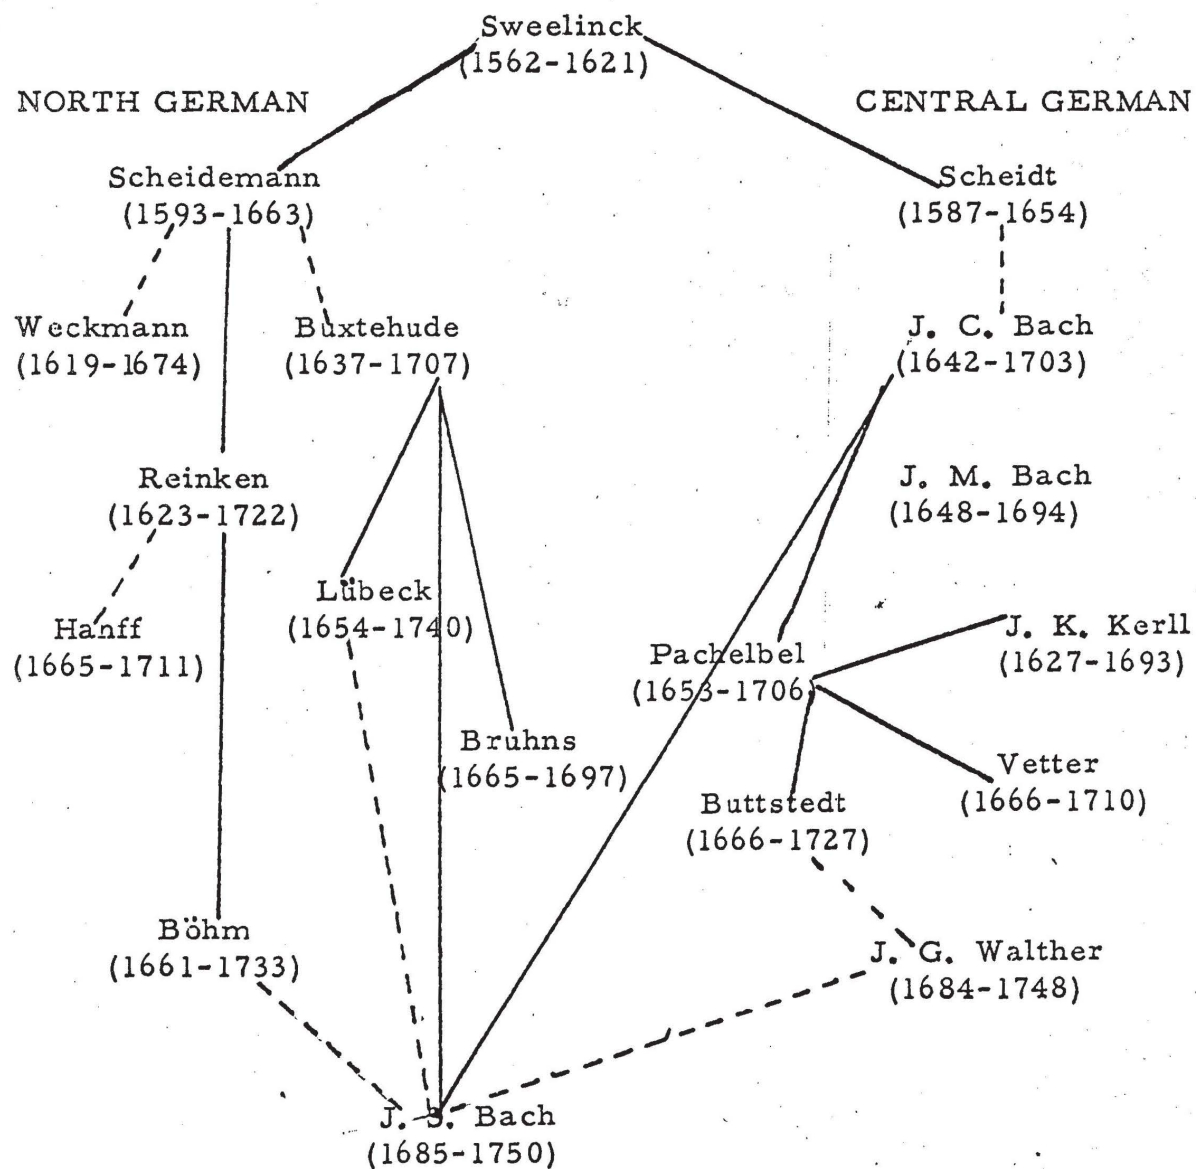 Sweelinck
(1562-1621)
NORTH GERMAN
CENTRAL GERMAN
Scheidemann
(1593-1663)
Scheidt
(1587-1654)
Weckmann
(1619-1674)
Buxtehude
(1637-1707)
J. C. Bach
(1642-1703)
Reinken
(1623-1722)
J. M. Bach
(1648-1694)
Lübeck
(1654-1740)
Hanff
(1665-1711)
Pachelbel
(1653-1706)
J. K. Kerll
(1627-1693)
Bruhns
(1665-1697)
Vetter
(1666-1710)
Buttstedt
(1666-1727)
Böhm
(1661-1733)
J. G. Walther
(1684-1748)
J. S. Bach
(1685-1750)